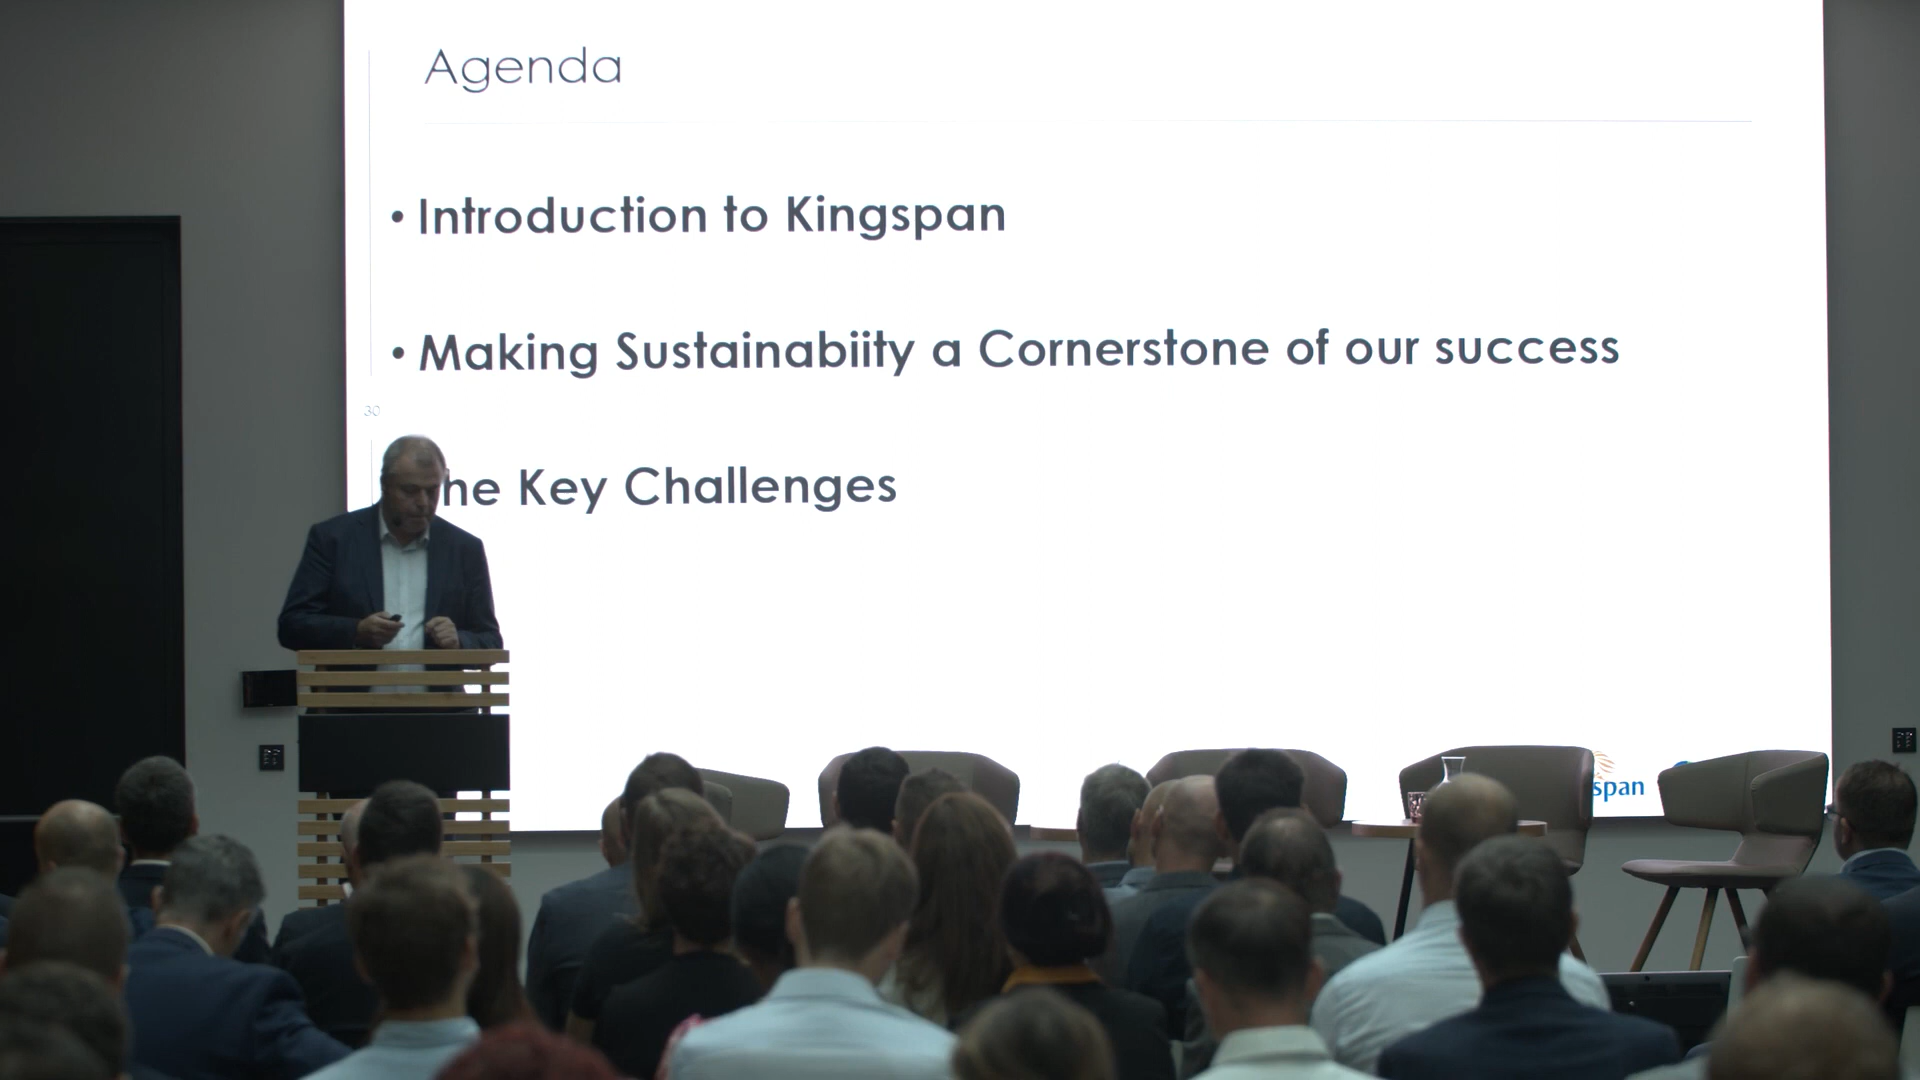 Agenda
• Introduction to Kingspan
• Making Sustainabiity a Cornerstone of our success
30
he Key Challenges
span